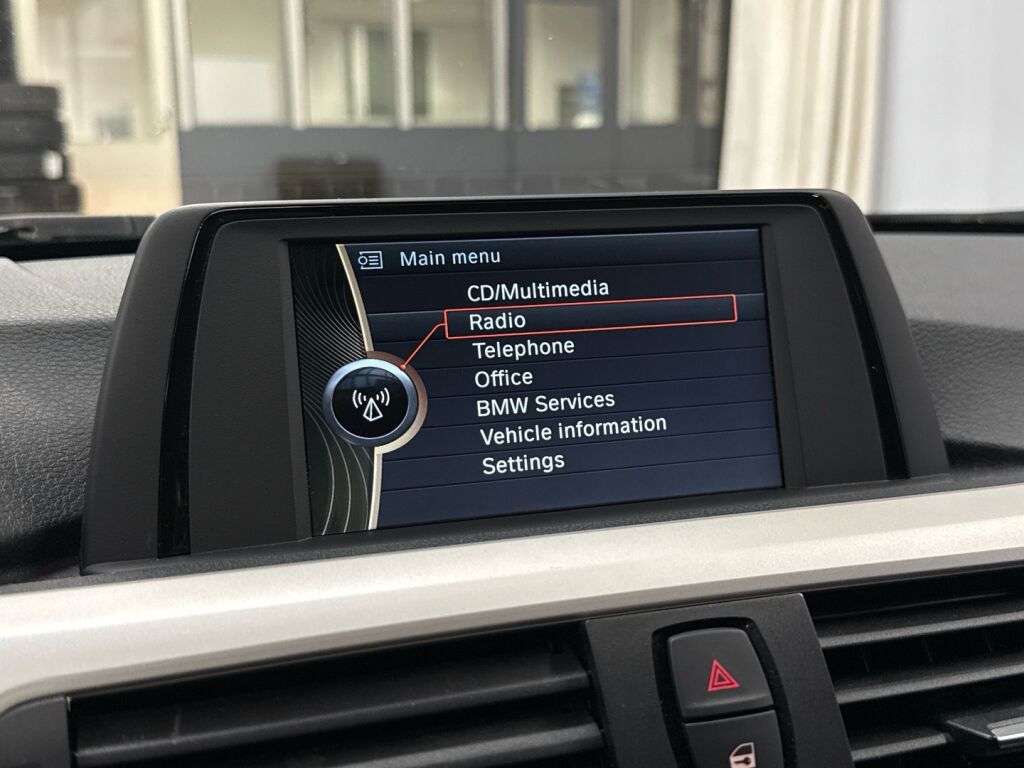 Main menu
CD/Multimedia
Radio
Telephone
Office
BMW Services
Vehicle information
Settings